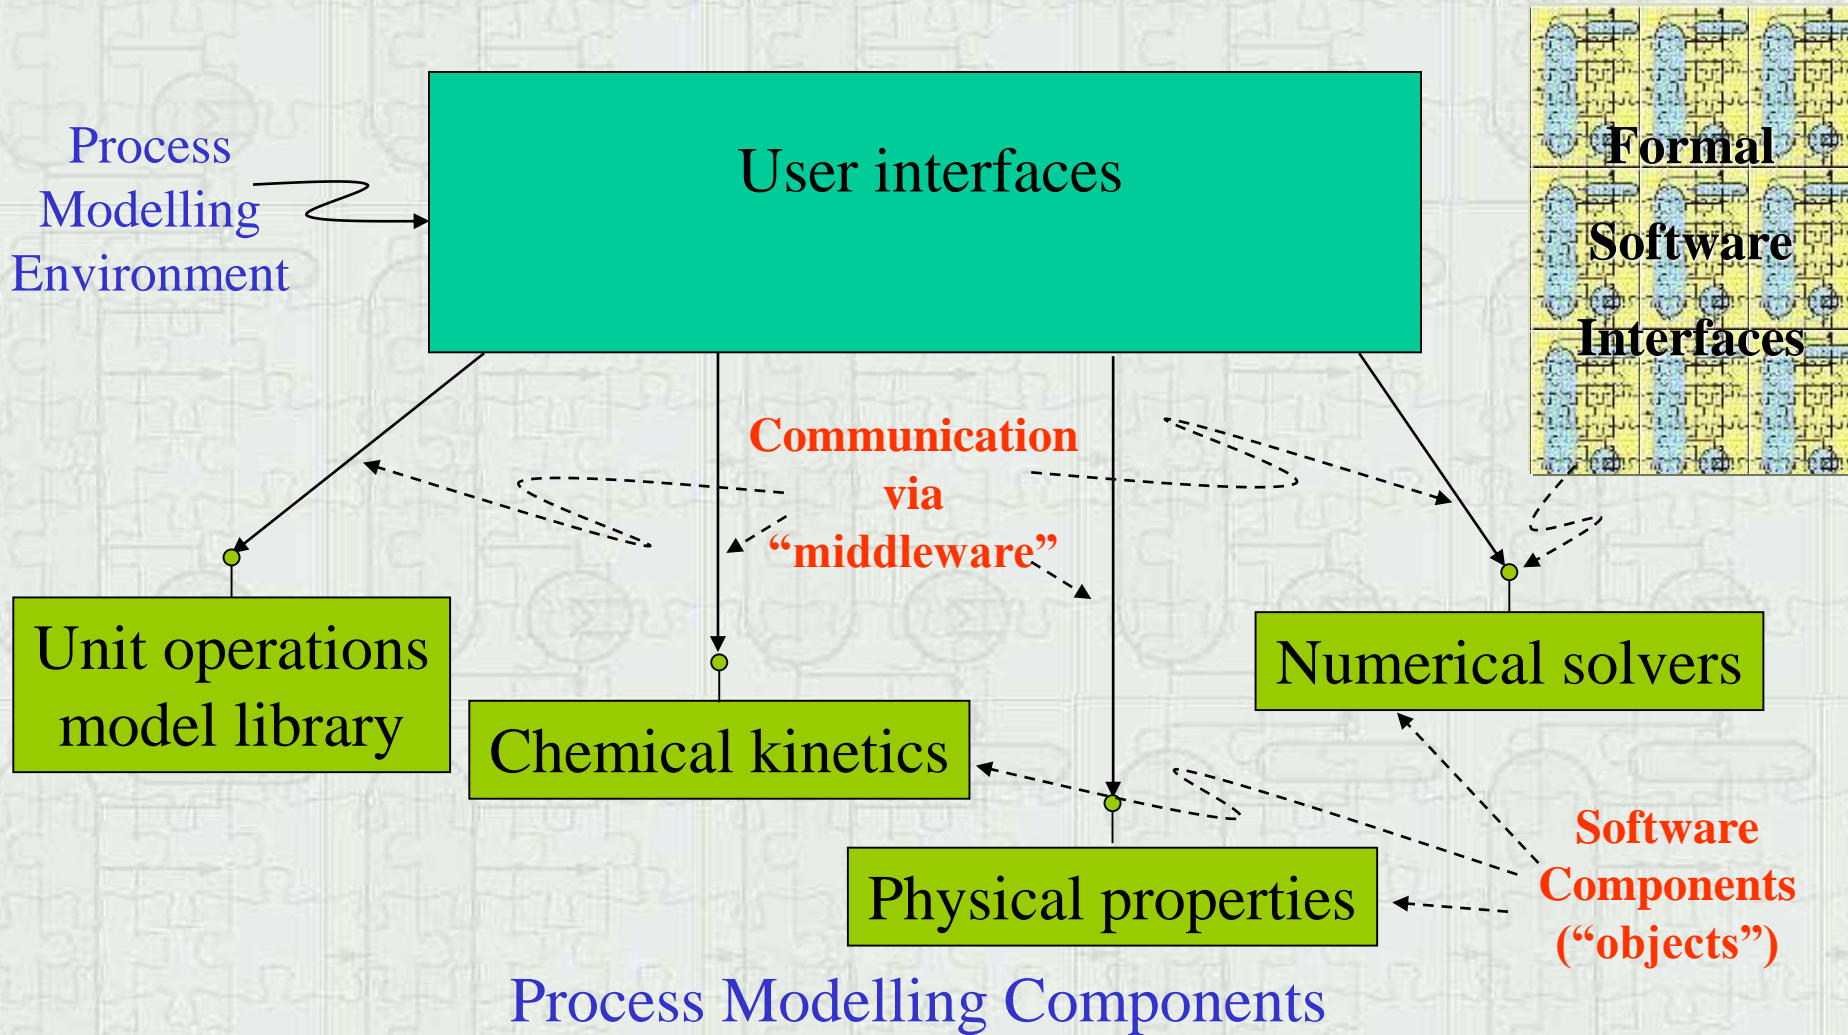 Process
Modelling
Environment
User interfaces
Formal
Software
Interfaces
Communication
via
“middleware”
Unit operations
model library
Chemical kinetics
Numerical solvers
Physical properties
Software
Components
(“objects”)
Process Modelling Components